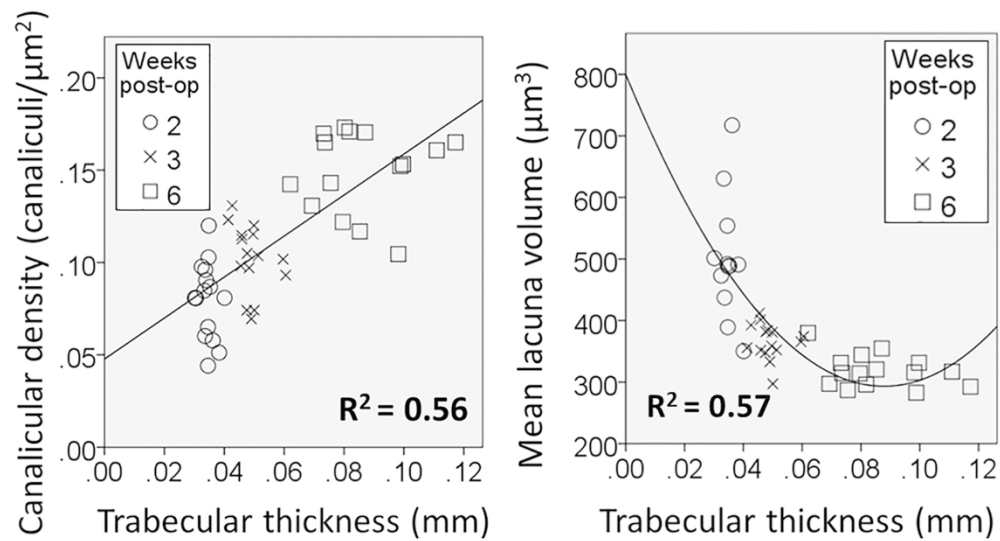 Canalicular density (canaliculi/μm²)
.20
.15
.10
.05
.00
Weeks
post-op
2
3
6
R² = 0.56
.00 .02 .04 .06 .08 .10 .12
Trabecular thickness (mm)
Mean lacuna volume (μm³)
800
700
600
500
400
300
200
Weeks
post-op
2
3
6
R² = 0.57
.00 .02 .04 .06 .08 .10 .12
Trabecular thickness (mm)